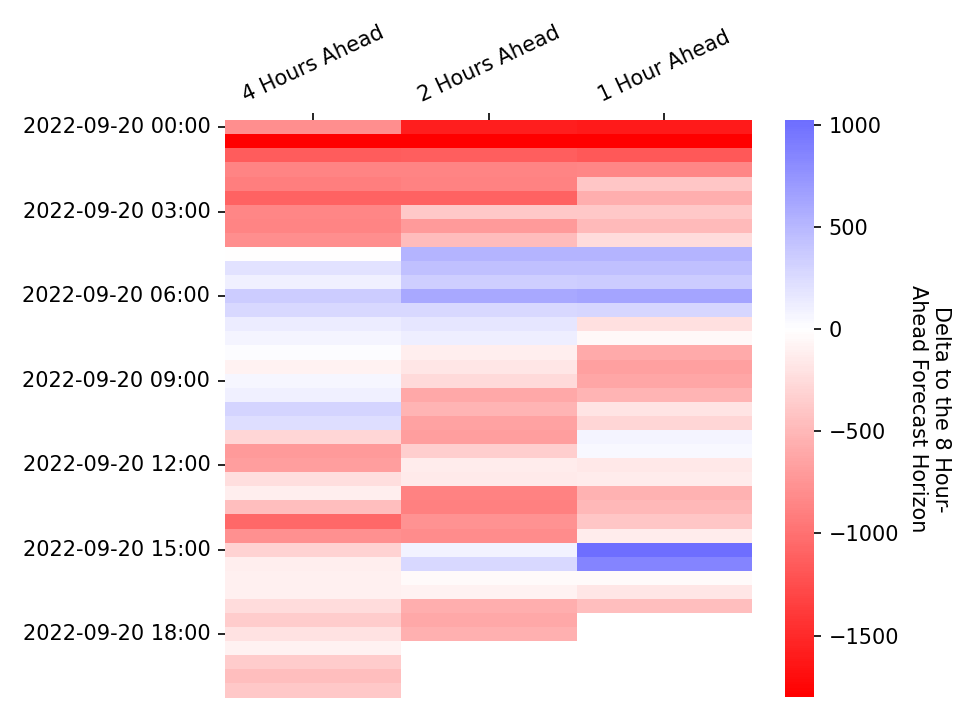 4 Hours Ahead
2 Hours Ahead
1 Hour Ahead
2022-09-20 00:00
2022-09-20 03:00
2022-09-20 06:00
2022-09-20 09:00
2022-09-20 12:00
2022-09-20 15:00
2022-09-20 18:00
1000
500
0
−500
−1000
−1500
Delta to the 8 Hour-
Ahead Forecast Horizon